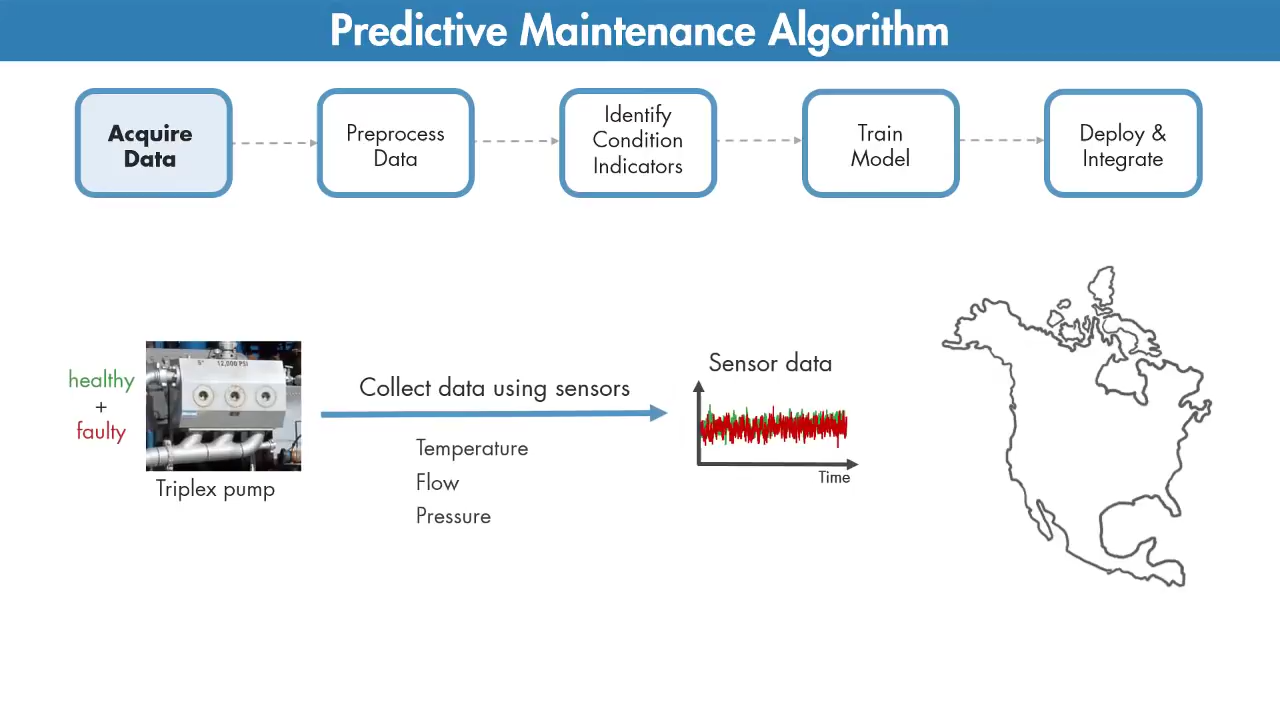 Predictive Maintenance Algorithm
Acquire
Data
Preprocess
Data
Identify
Condition
Indicators
Train
Model
Deploy &
Integrate
healthy
+
faulty
12,000 PSI
Triplex pump
Collect data using sensors
Temperature
Flow
Pressure
Sensor data
Time